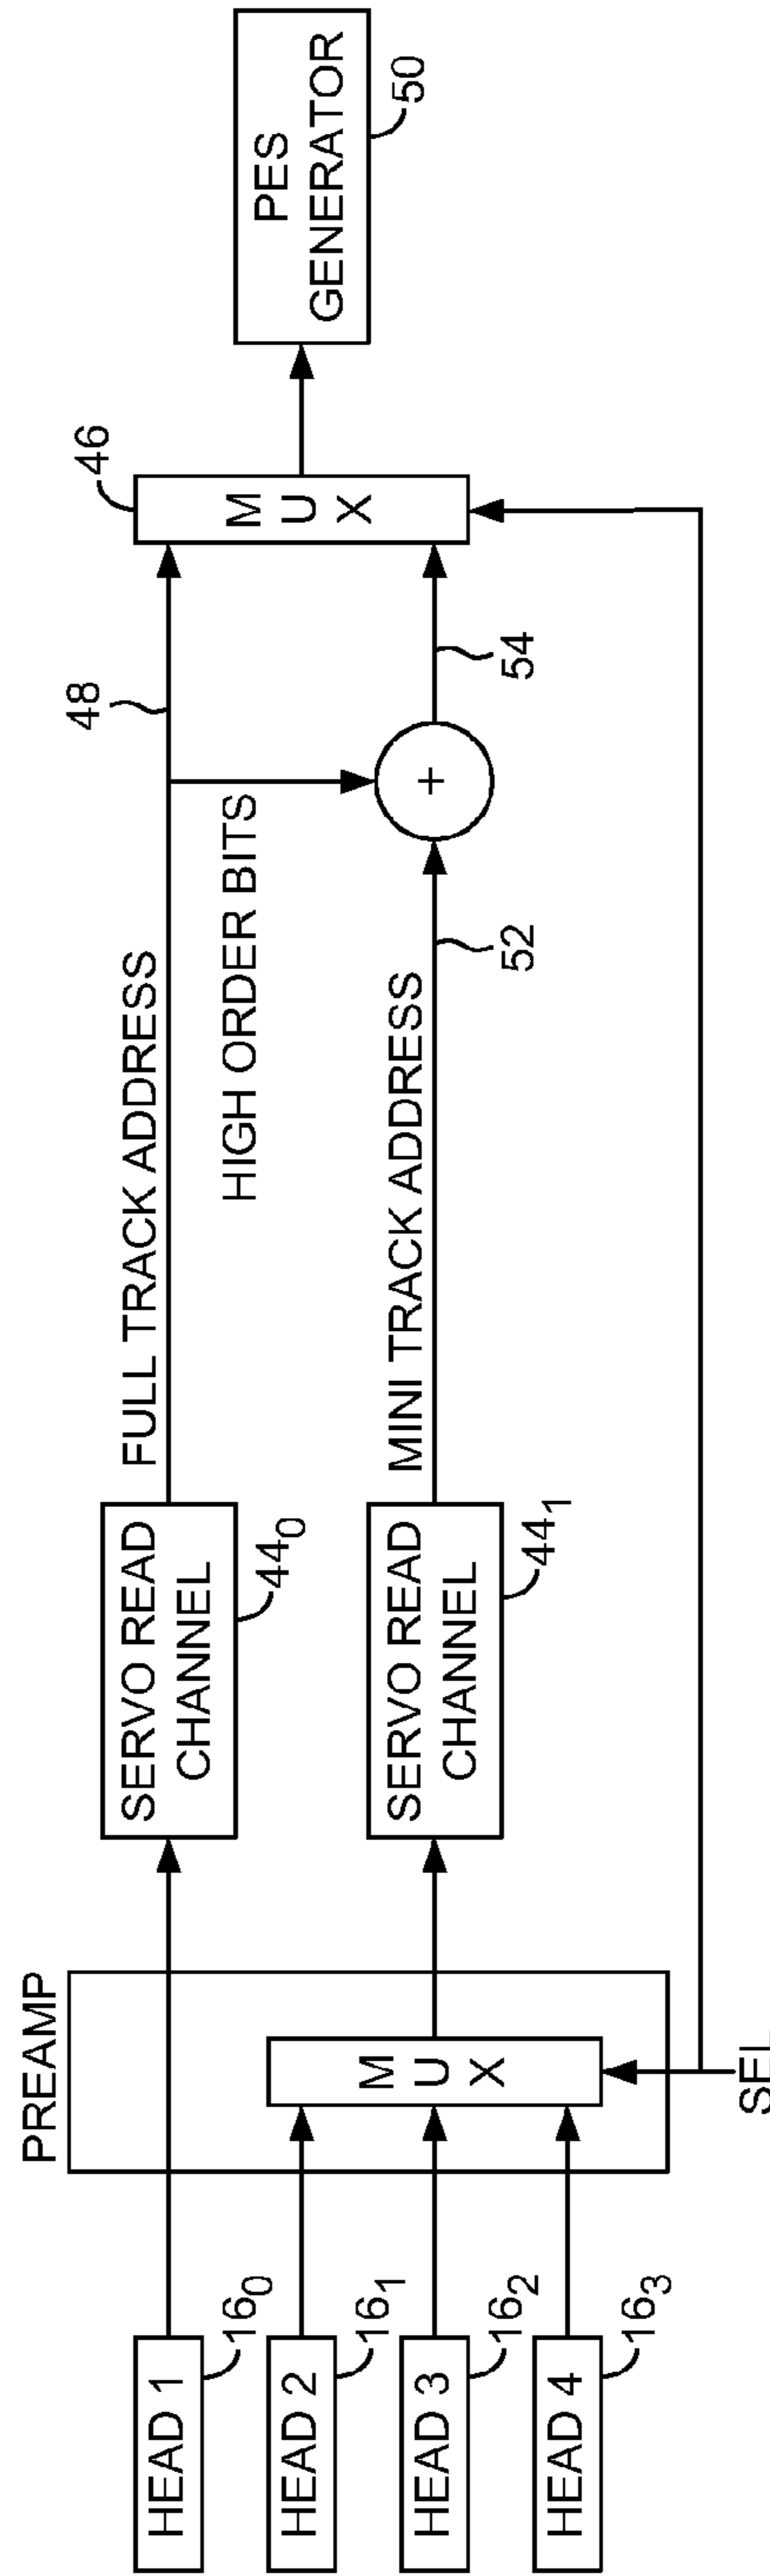 HEAD 1
16₀
HEAD 2
16₁
HEAD 3
16₂
HEAD 4
16₃
PREAMP
M
U
X
SERVO READ
CHANNEL
44₀
SERVO READ
CHANNEL
44₁
FULL TRACK ADDRESS
HIGH ORDER BITS
MINI TRACK ADDRESS
52
48
+
54
46
M
U
X
PES
GENERATOR
50
SEL